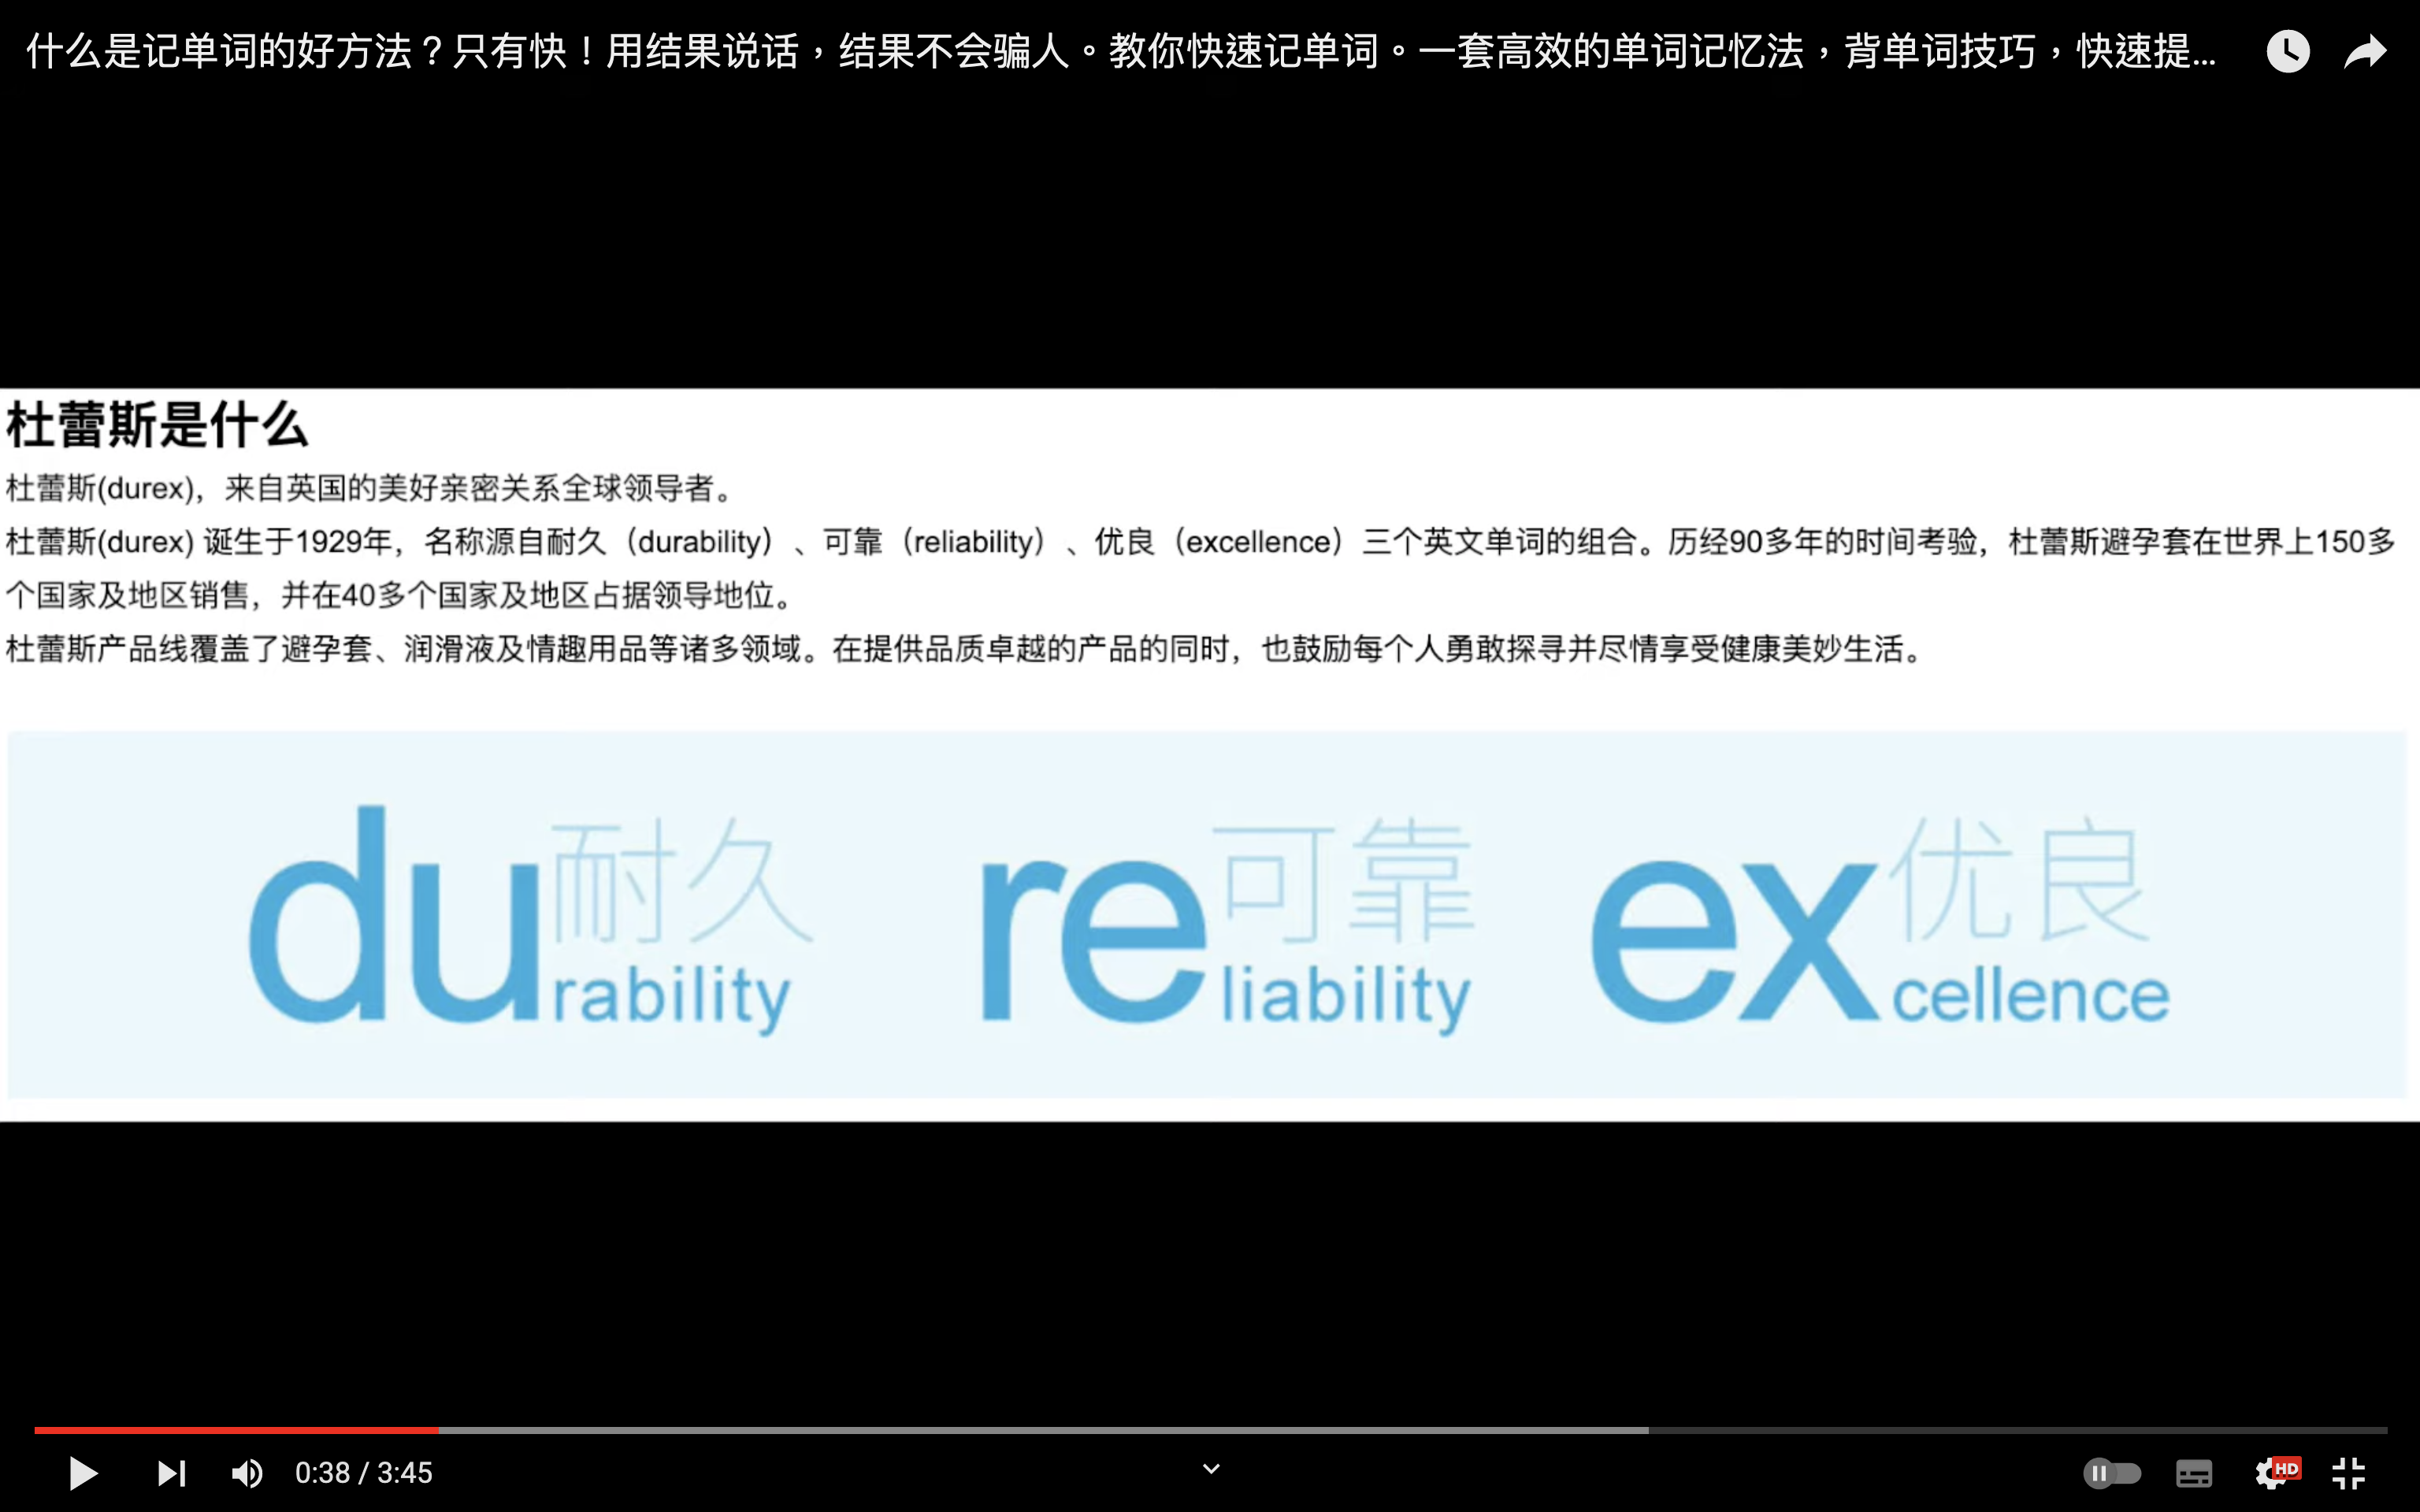 什么是记单词的好方法？只有快！用结果说话，结果不会骗人。教你快速记单词。一套高效的单词记忆法，背单词技巧，快速提...
杜蕾斯是什么
杜蕾斯(durex)，来自英国的美好亲密关系全球领导者。
杜蕾斯(durex) 诞生于1929年，名称源自耐久（durability）、可靠（reliability）、优良（excellence）三个英文单词的组合。历经90多年的时间考验，杜蕾斯避孕套在世界上150多
个国家及地区销售，并在40多个国家及地区占据领导地位。
杜蕾斯产品线覆盖了避孕套、润滑液及情趣用品等诸多领域。在提供品质卓越的产品的同时，也鼓励每个人勇敢探寻并尽情享受健康美妙生活。
耐久 可靠 优良
durability reliability excellence
0:38 / 3:45
HD